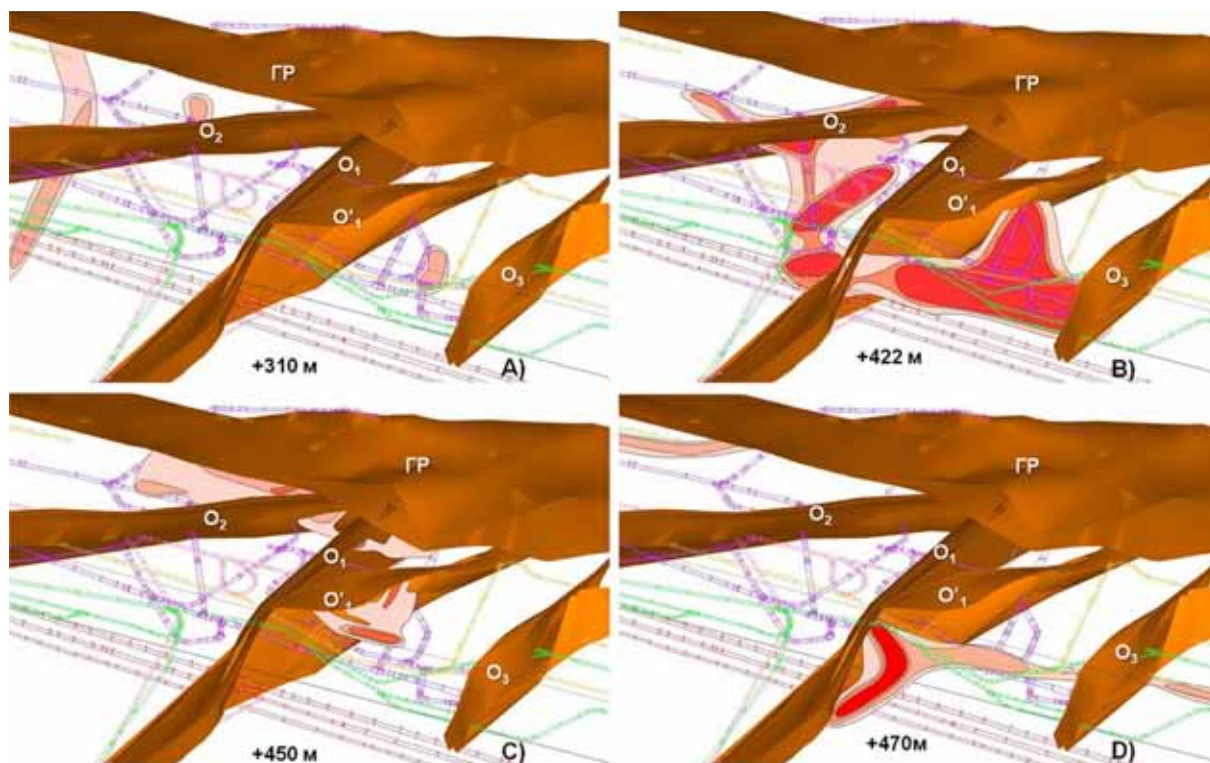 ГР
O2
O1
O'1
O3
+310 м
A)
ГР
O2
O1
O'1
O3
+422 м
B)
ГР
O2
O1
O'1
O3
+450 м
C)
ГР
O2
O1
O'1
O3
+470м
D)